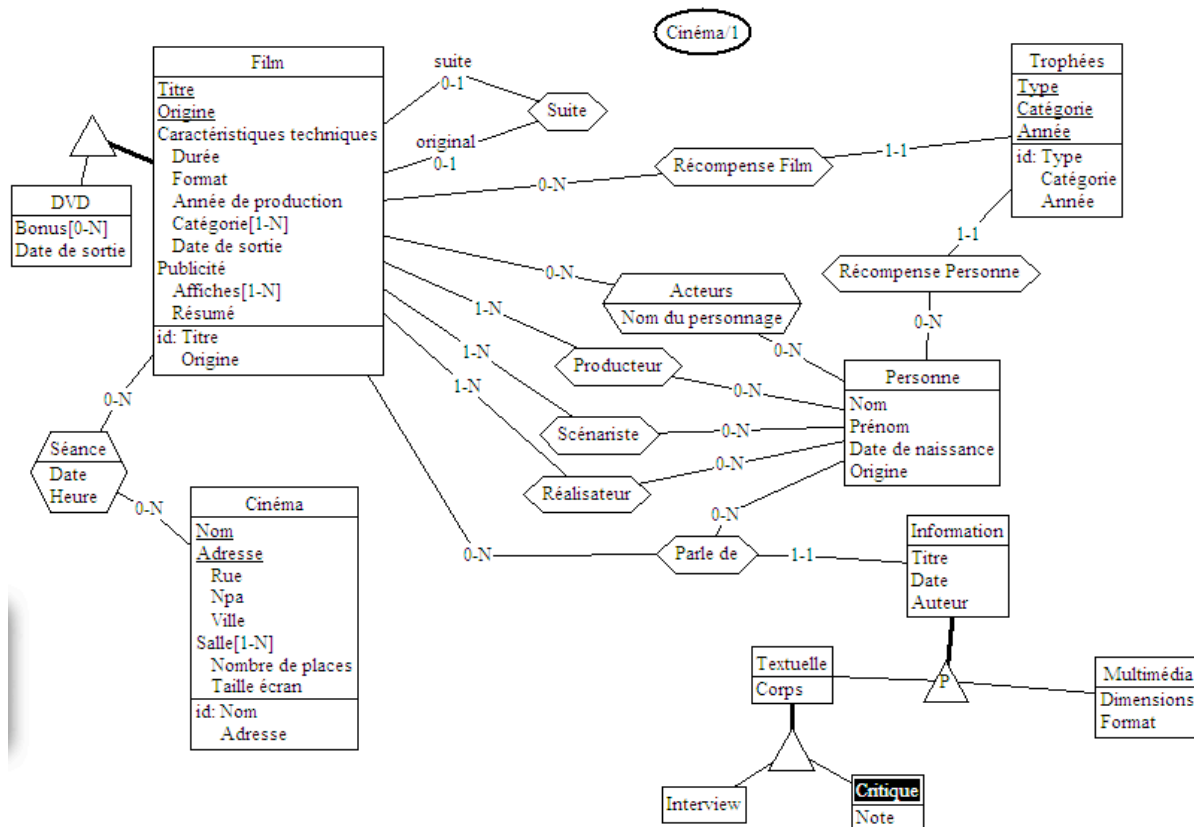 Cinéma/1
Film
Titre
Origine
Caractéristiques techniques
Durée
Format
Année de production
Catégorie[1-N]
Date de sortie
Publicité
Affiches[1-N]
Résumé
id: Titre
Origine
suite
0-1
Suite
original
0-1
Trophées
Type
Catégorie
Année
id: Type
Catégorie
Année
1-1
Récompense Film
0-N
1-1
Récompense Personne
0-N
DVD
Bonus[0-N]
Date de sortie
0-N
Acteurs
Nom du personnage
0-N
1-N
Producteur
0-N
1-N
Scénariste
0-N
1-N
Réalisateur
0-N
Personne
Nom
Prénom
Date de naissance
Origine
0-N
Séance
Date
Heure
0-N
Cinéma
Nom
Adresse
Rue
Npa
Ville
Salle[1-N]
Nombre de places
Taille écran
id: Nom
Adresse
0-N
0-N
Parle de
1-1
Information
Titre
Date
Auteur
P
Textuelle
Corps
Multimédia
Dimensions
Format
Interview
Critique
Note